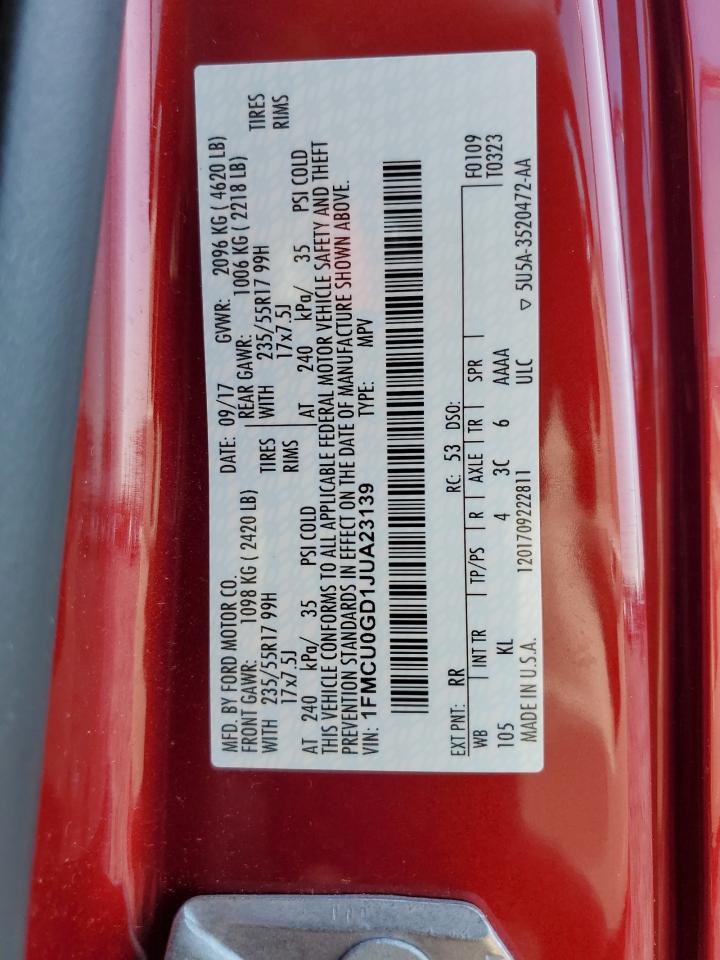 MFD. BY FORD MOTOR CO. DATE: 09/17 GVWR: 2096 KG ( 4620 LB)
FRONT GAWR: 1098 KG ( 2420 LB) REAR GAWR: 1006 KG ( 2218 LB)
WITH 235/55R17 99H TIRES WITH 235/55R17 99H TIRES
17x7.5J RIMS 17x7.5J RIMS
AT 240 kPa/ 35 PSI COLD AT 240 kPa/ 35 PSI COLD
THIS VEHICLE CONFORMS TO ALL APPLICABLE FEDERAL MOTOR VEHICLE SAFETY AND THEFT
PREVENTION STANDARDS IN EFFECT ON THE DATE OF MANUFACTURE SHOWN ABOVE.
VIN: 1FMCU0GD1JUA23139 TYPE: MPV
EXT PNT: RR RC: 53 DSO: F0109
WB INT TR TP/PS R AXLE TR SPR T0323
105 KL 4 3C 6 AAAA
MADE IN U.S.A. 1201709222811 ULC ▽ 5U5A-3520472-AA